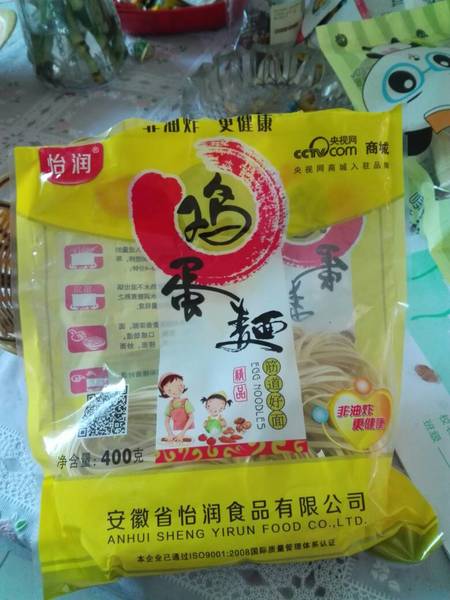 非油炸 更健康
怡润®
央视网
CCTV.com 商城
央视网商城入驻品牌
鸡
蛋
麵
EGG NOODLES
筋道好面
精品
非油炸
更健康
净含量: 400克
安徽省怡润食品有限公司
ANHUI SHENG YIRUN FOOD CO.,LTD.
本企业已通过ISO9001:2008国际质量管理体系认证